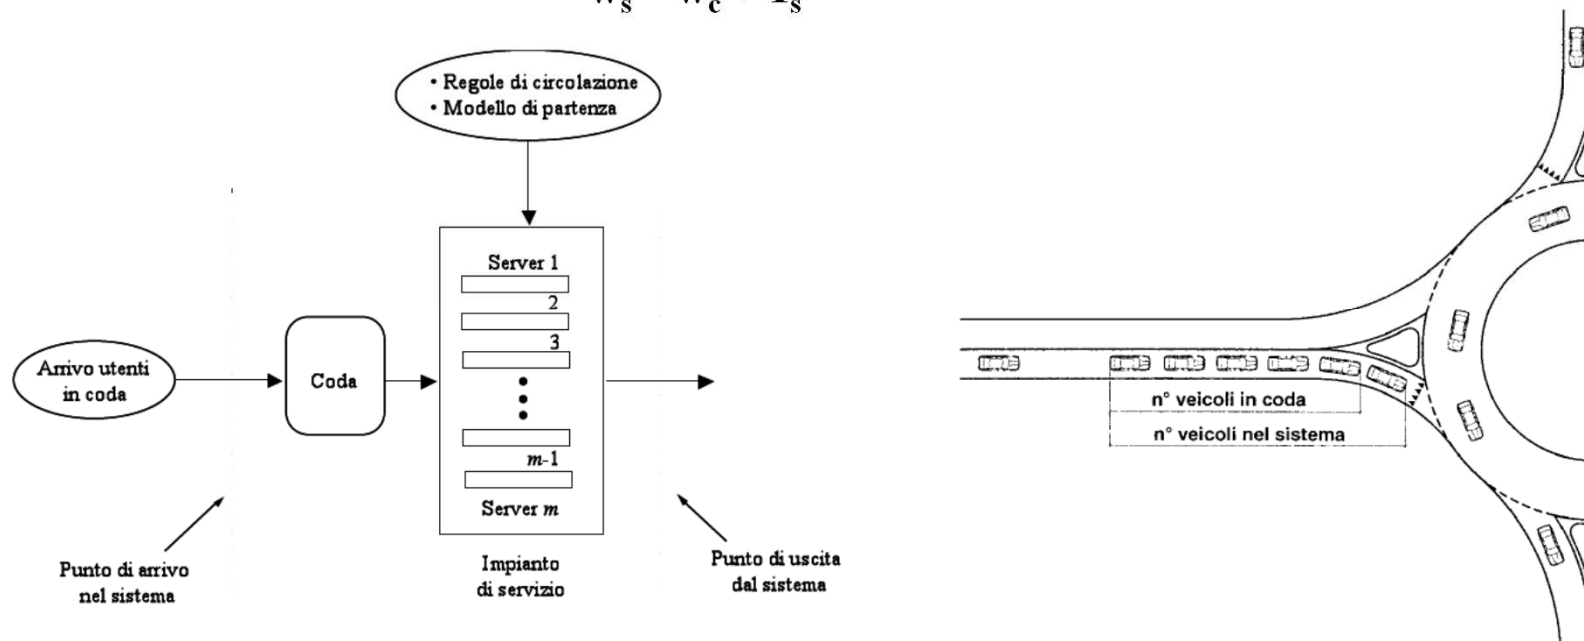 • Regole di circolazione
• Modello di partenza
Server 1
2
3
m-1
Server m
Arrivo utenti
in coda
Coda
Punto di arrivo
nel sistema
Impianto
di servizio
Punto di uscita
dal sistema
n° veicoli in coda
n° veicoli nel sistema